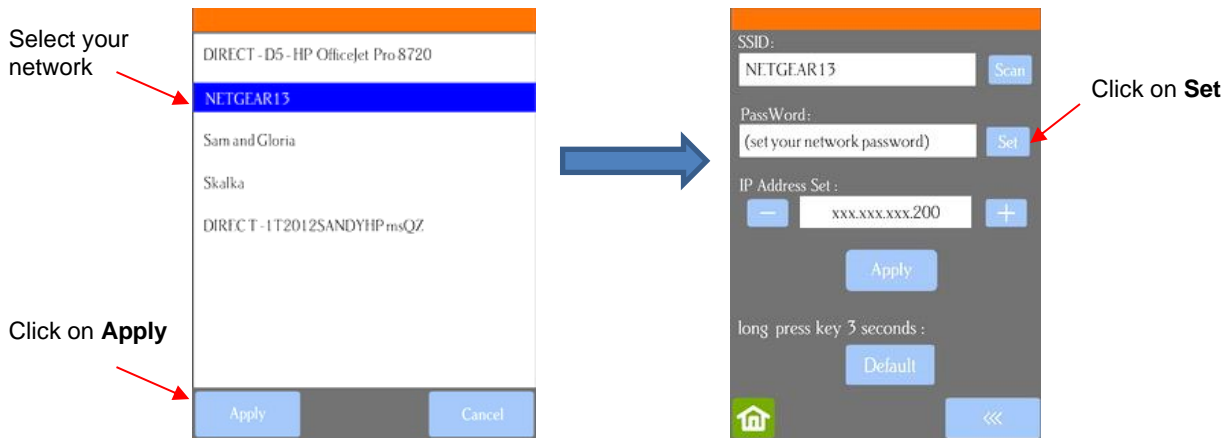 Select your
network
Click on Apply
DIRECT-D5-HP OfficeJet Pro 8720
NETGEAR13
Sam and Gloria
Skalka
DIRECT-1T2012SANDYHPmsQZ
Apply
Cancel
SSID:
NETGEAR13
Scan
PassWord:
(set your network password)
Set
IP Address Set :
xxx.xxx.xxx.200
Apply
long press key 3 seconds :
Default
Click on Set